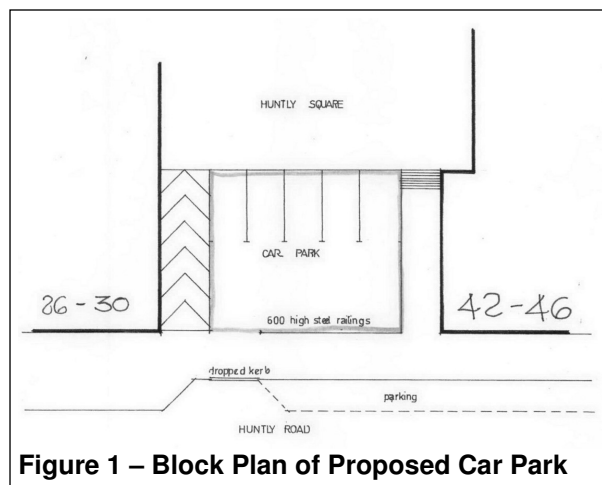 HUNTLY SQUARE
CAR PARK
26 - 30
42-46
600 high steel railings
dropped kerb
parking
HUNTLY ROAD
Figure 1 – Block Plan of Proposed Car Park